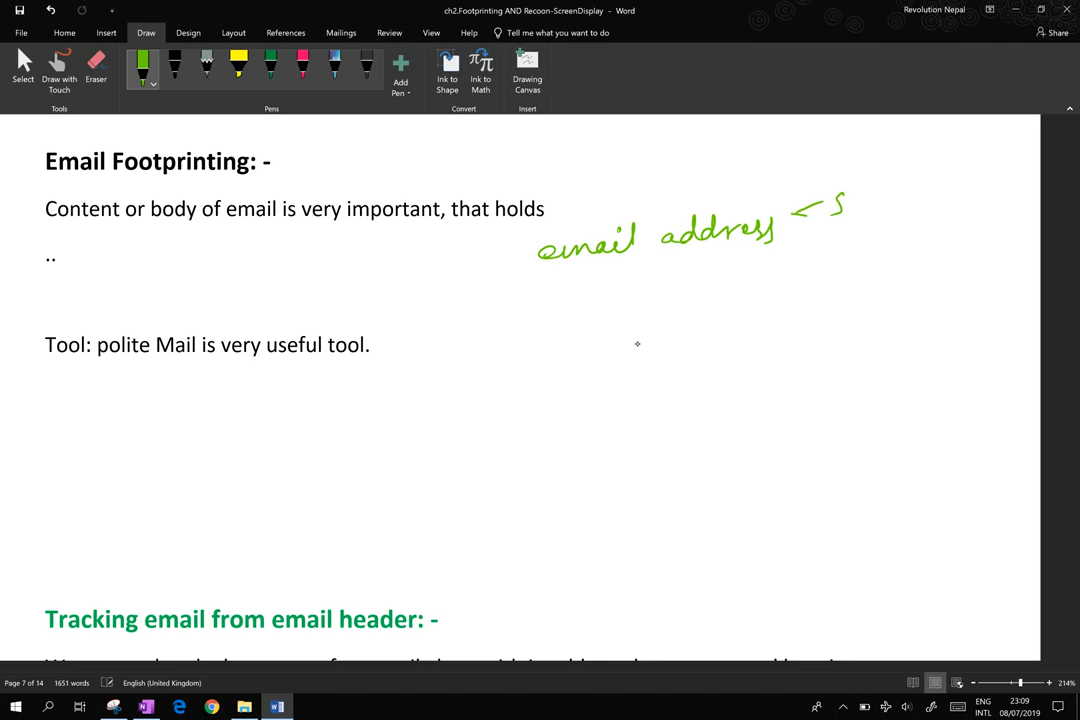 ch2.Footprinting AND Recoon-ScreenDisplay - Word
Revolution Nepal
File Home Insert Draw Design Layout References Mailings Review View Help Tell me what you want to do Share
Select Draw with Touch Eraser Add Pen Ink to Shape Ink to Math Drawing Canvas
Tools Pens Convert Insert
Email Footprinting: -
Content or body of email is very important, that holds
email address < S
..
Tool: polite Mail is very useful tool.
Tracking email from email header: -
Page 7 of 14 1651 words English (United Kingdom) 214%
ENG INTL
23:09
08/07/2019